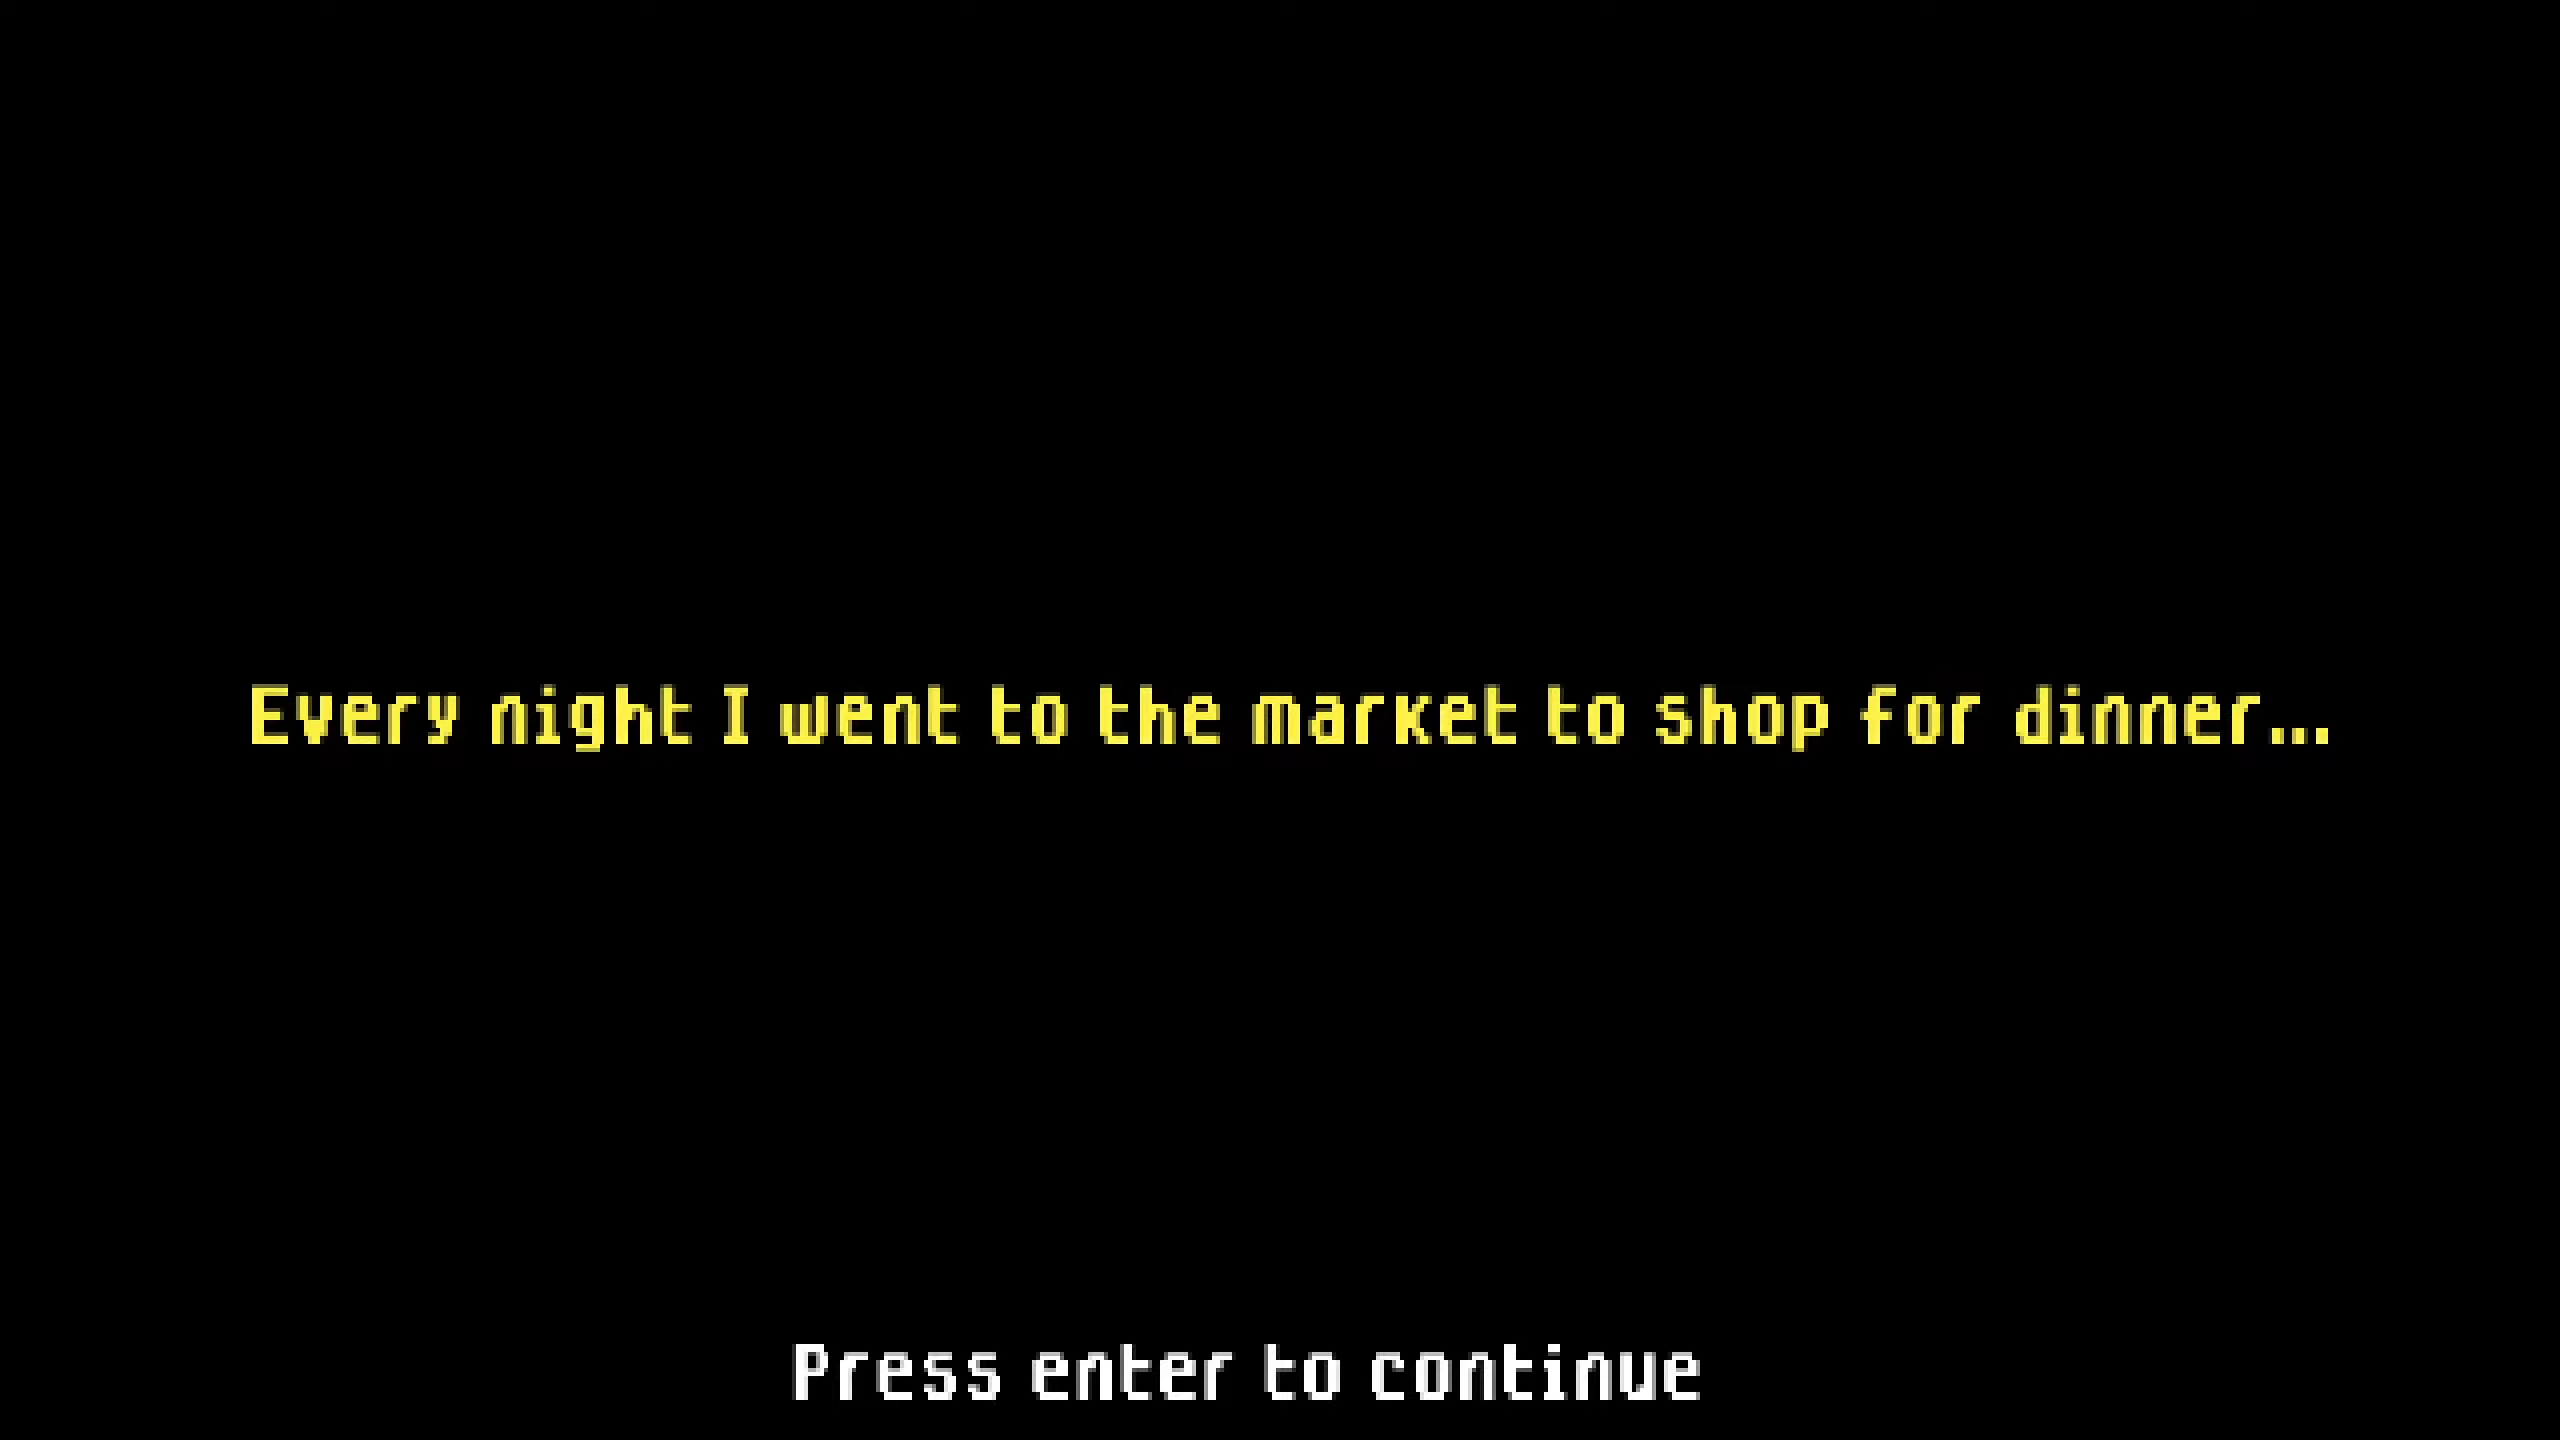 Every night I went to the market to shop for dinner...
Press enter to continue